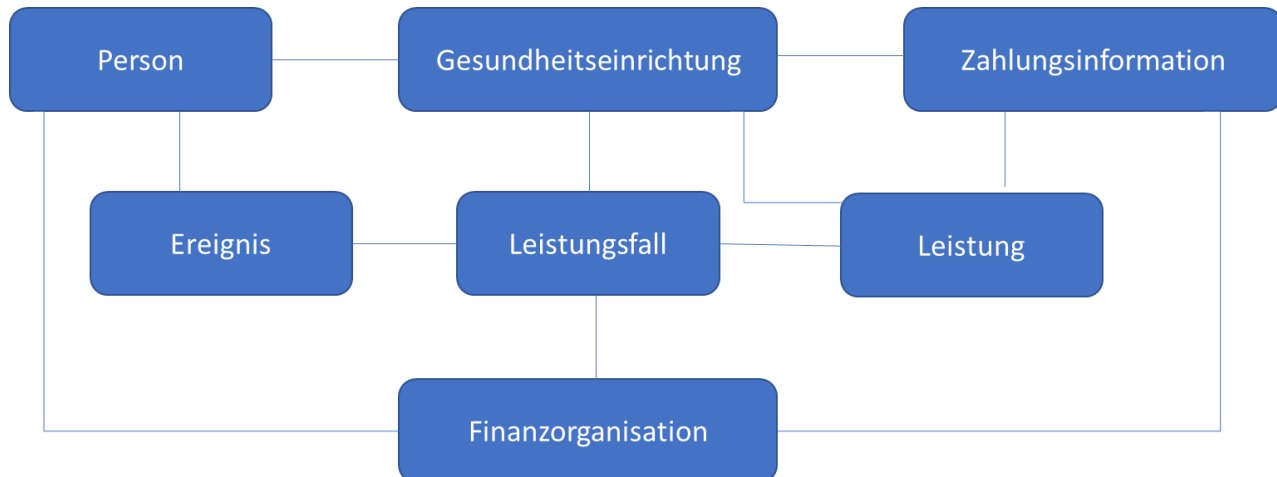 Person
Gesundheitseinrichtung
Zahlungsinformation
Ereignis
Leistungsfall
Leistung
Finanzorganisation